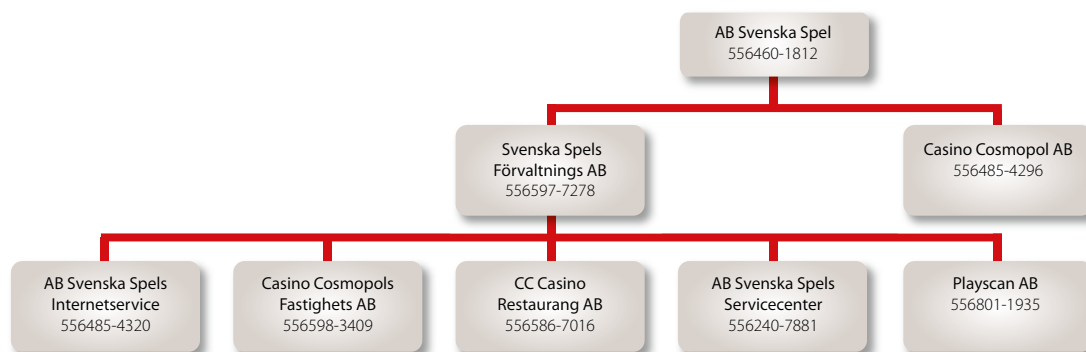 AB Svenska Spel
556460-1812
Svenska Spels
Förvaltnings AB
556597-7278
Casino Cosmopol AB
556485-4296
AB Svenska Spels
Internetservice
556485-4320
Casino Cosmopols
Fastighets AB
556598-3409
CC Casino
Restaurang AB
556586-7016
AB Svenska Spels
Servicecenter
556240-7881
Playscan AB
556801-1935